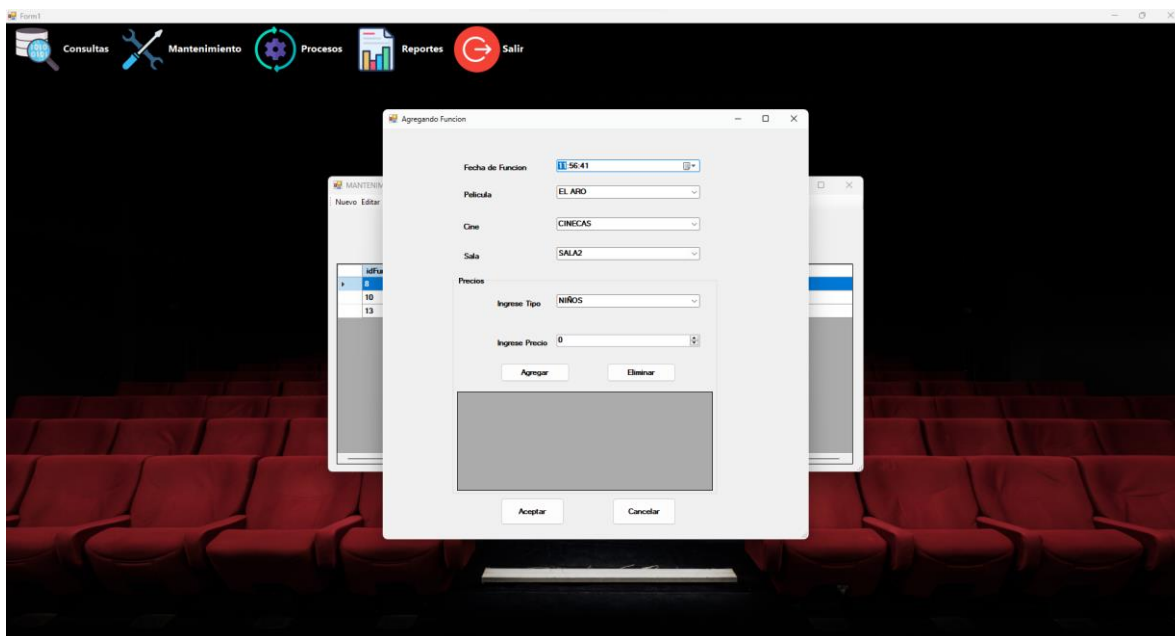 Form1
Consultas Mantenimiento Procesos Reportes Salir
Agregando Funcion
Fecha de Funcion 11:56:41
Pelicula EL ARO
Cine CINECAS
Sala SALA2
Precios
Ingrese Tipo NIÑOS
Ingrese Precio 0
Agregar Eliminar
Aceptar Cancelar
MANTENIM
Nuevo Editar
idFu
8
10
13